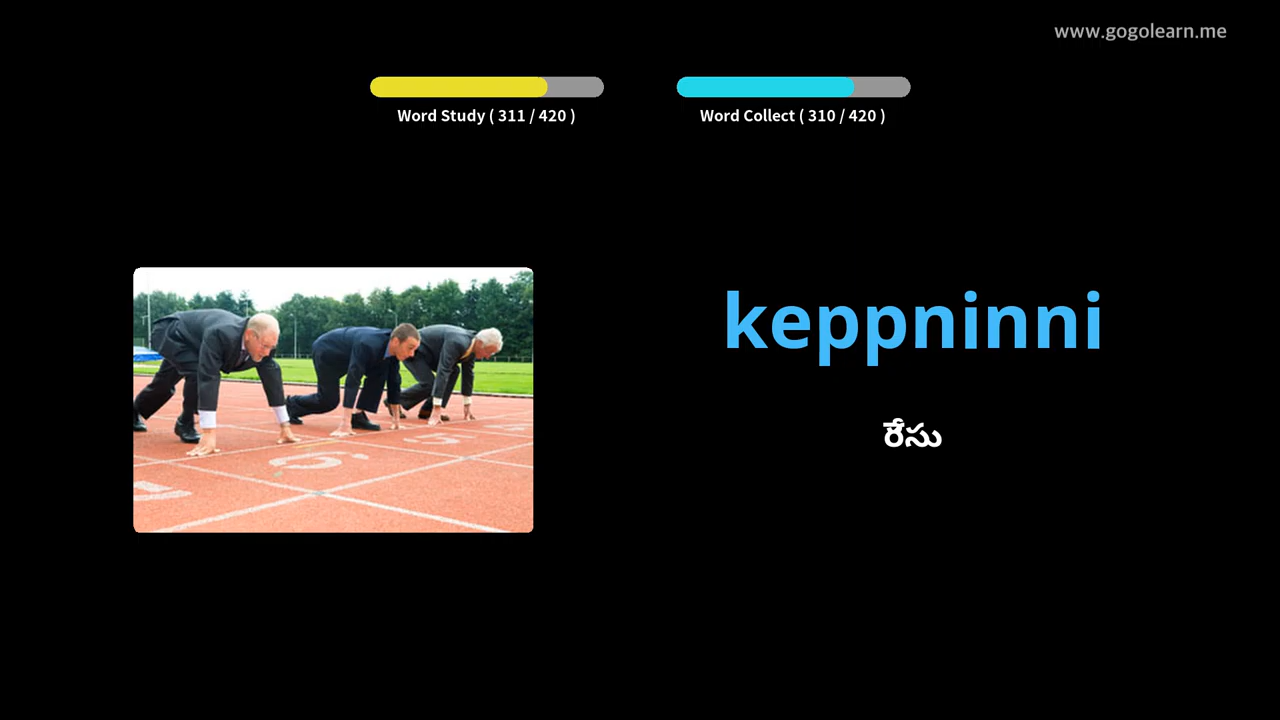 www.gogolearn.me
Word Study ( 311 / 420 )
Word Collect ( 310 / 420 )
keppninni
రేసు